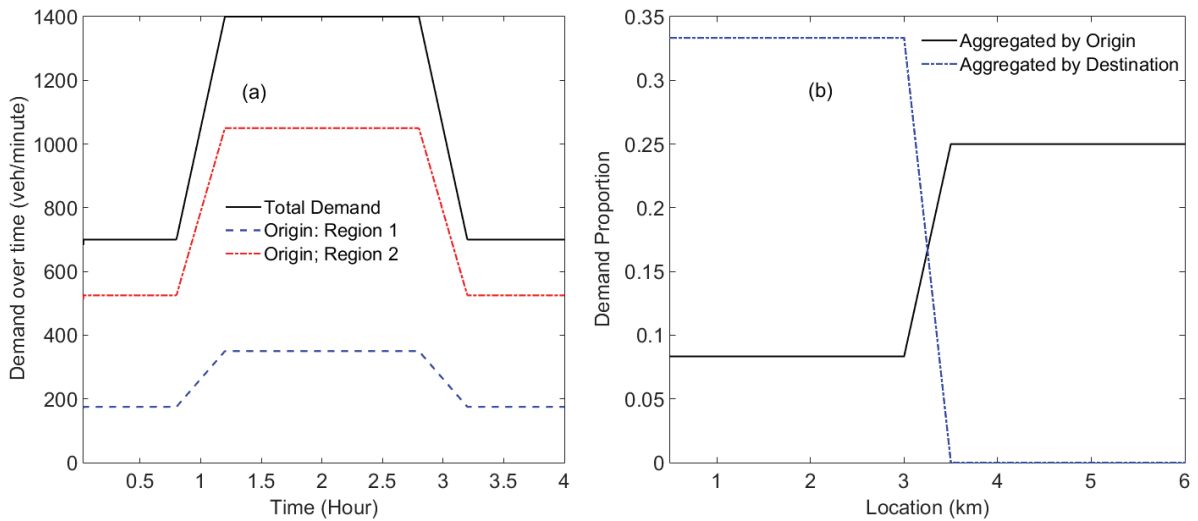 1400
1200
1000
800
600
400
200
0
Demand over time (veh/minute)
(a)
Total Demand
Origin: Region 1
Origin; Region 2
0.5 1 1.5 2 2.5 3 3.5 4
Time (Hour)
0.35
0.3
0.25
0.2
0.15
0.1
0.05
0
Demand Proportion
Aggregated by Origin
Aggregated by Destination
(b)
1 2 3 4 5 6
Location (km)